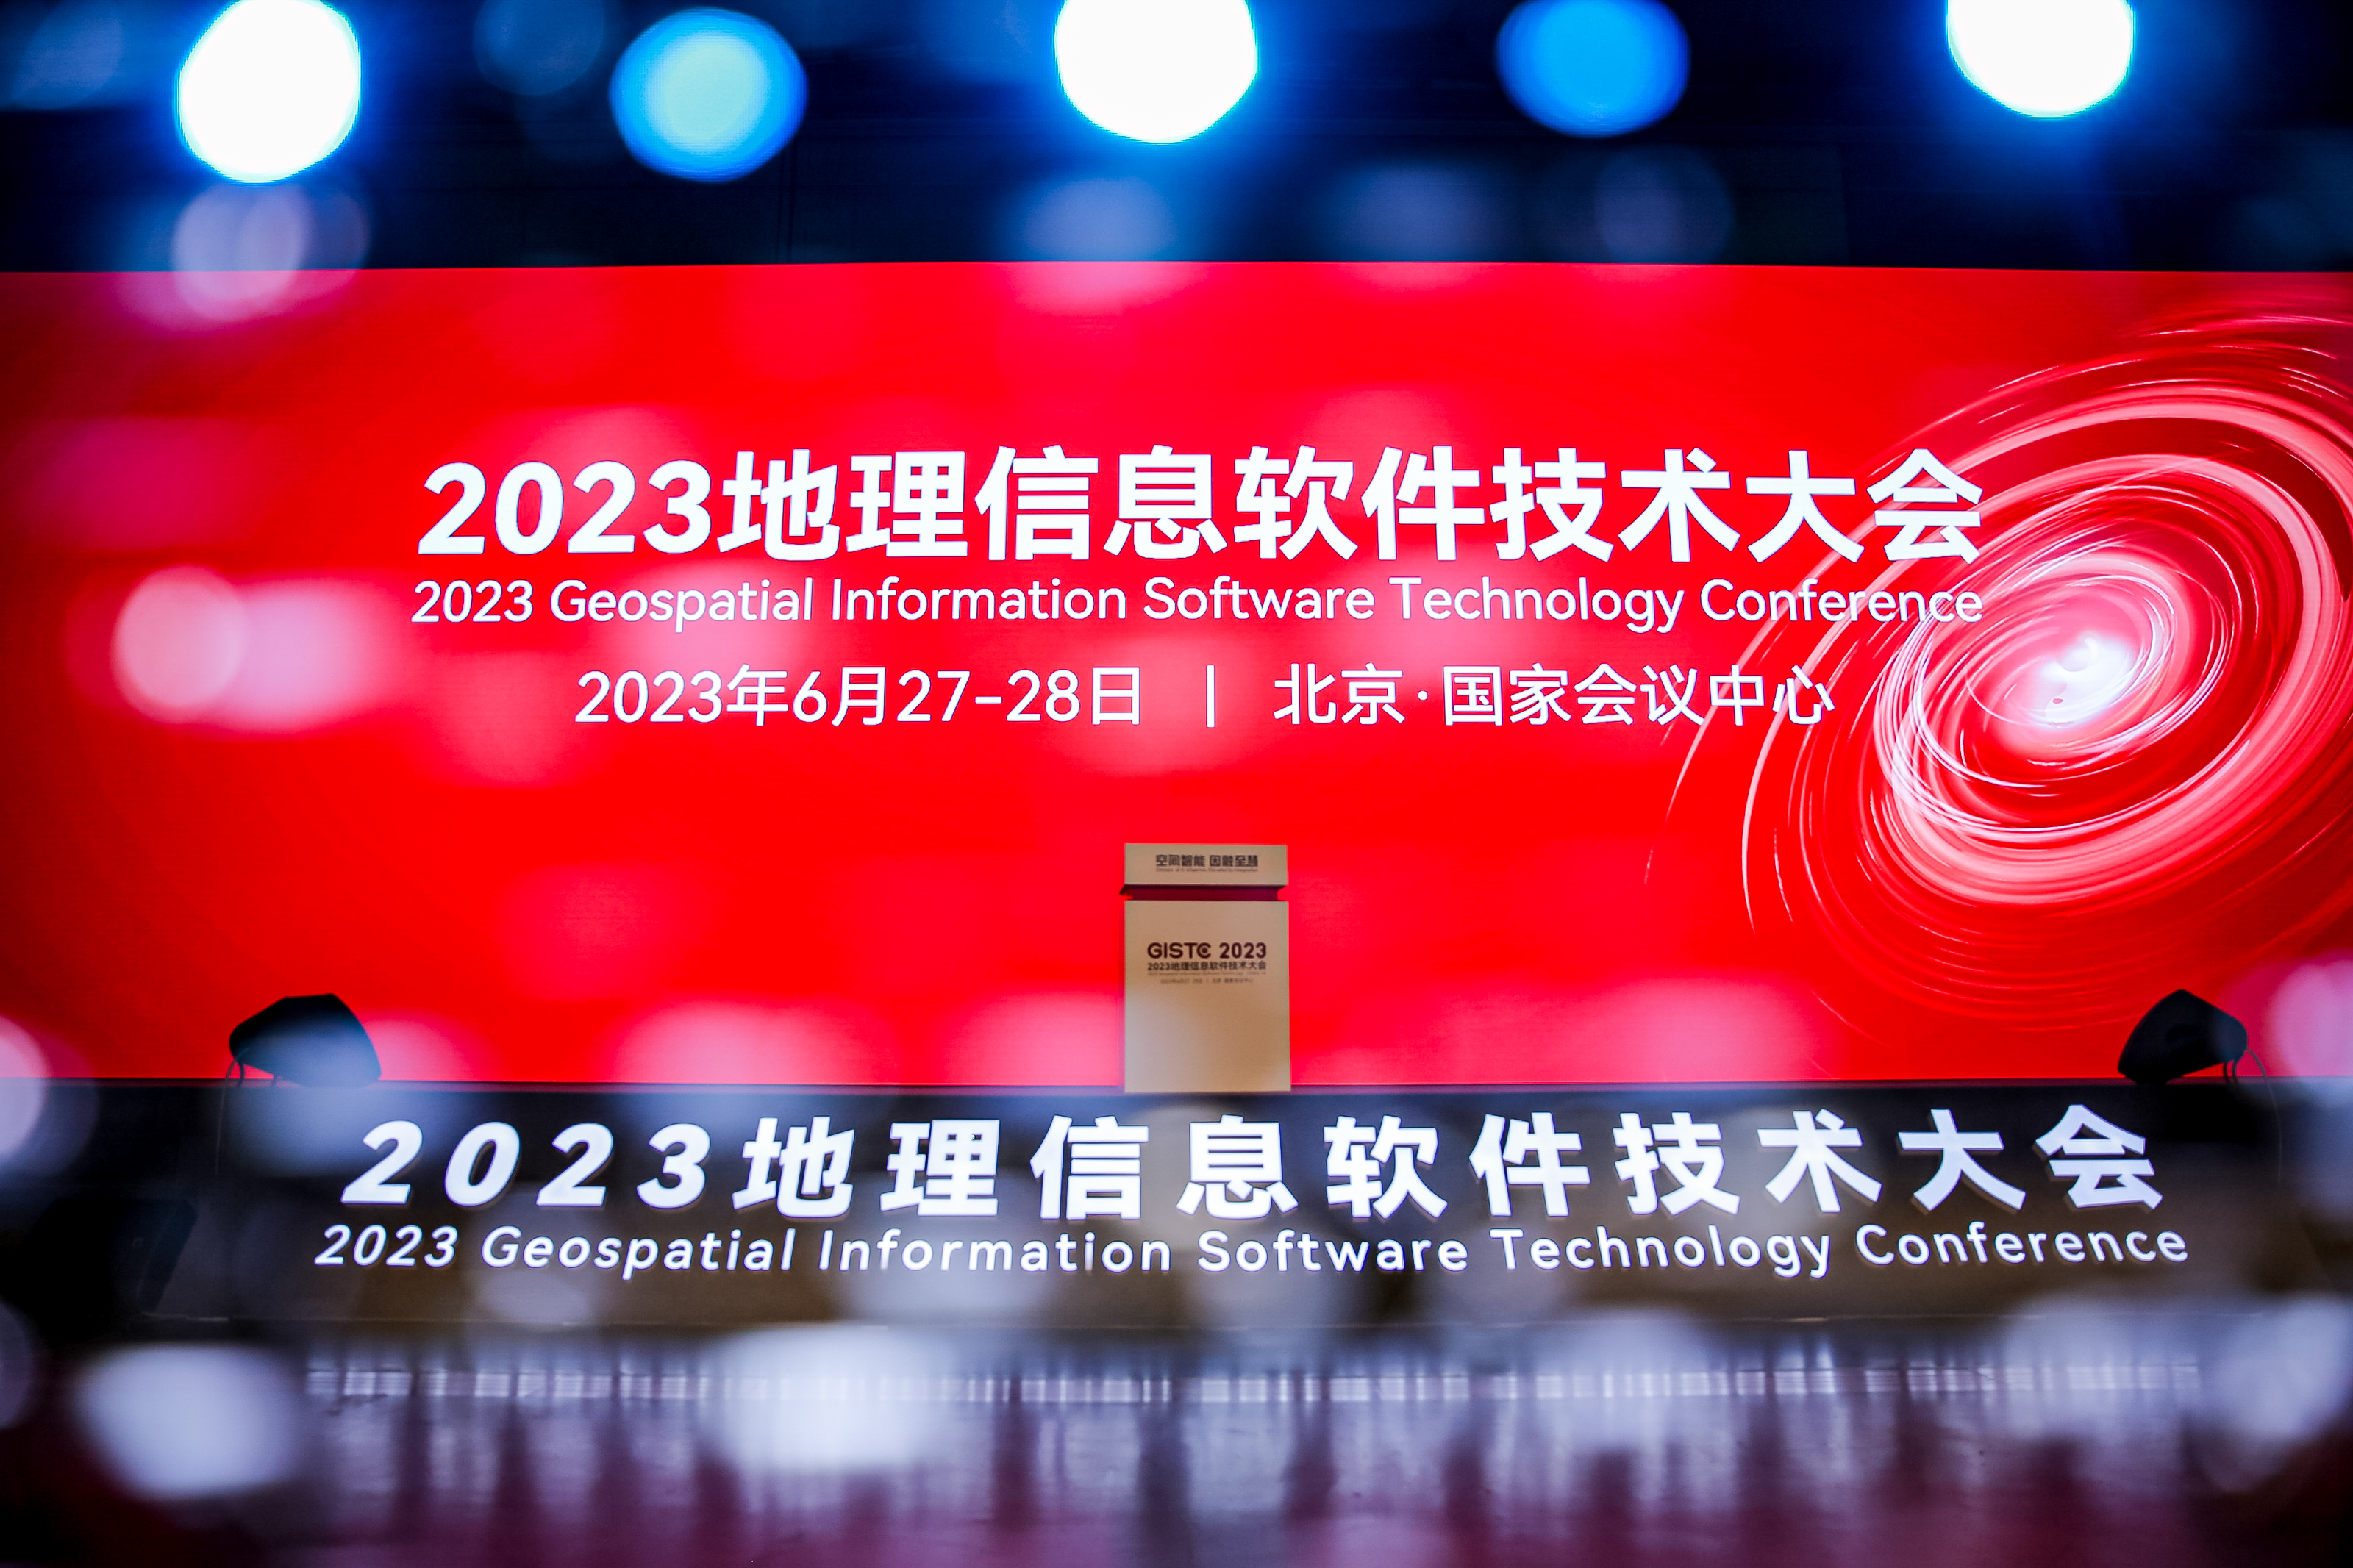 2023地理信息软件技术大会
2023 Geospatial Information Software Technology Conference
2023年6月27-28日 | 北京·国家会议中心
空间智能 因融至慧
GISTC 2023
2023地理信息软件技术大会
2023地理信息软件技术大会
2023 Geospatial Information Software Technology Conference